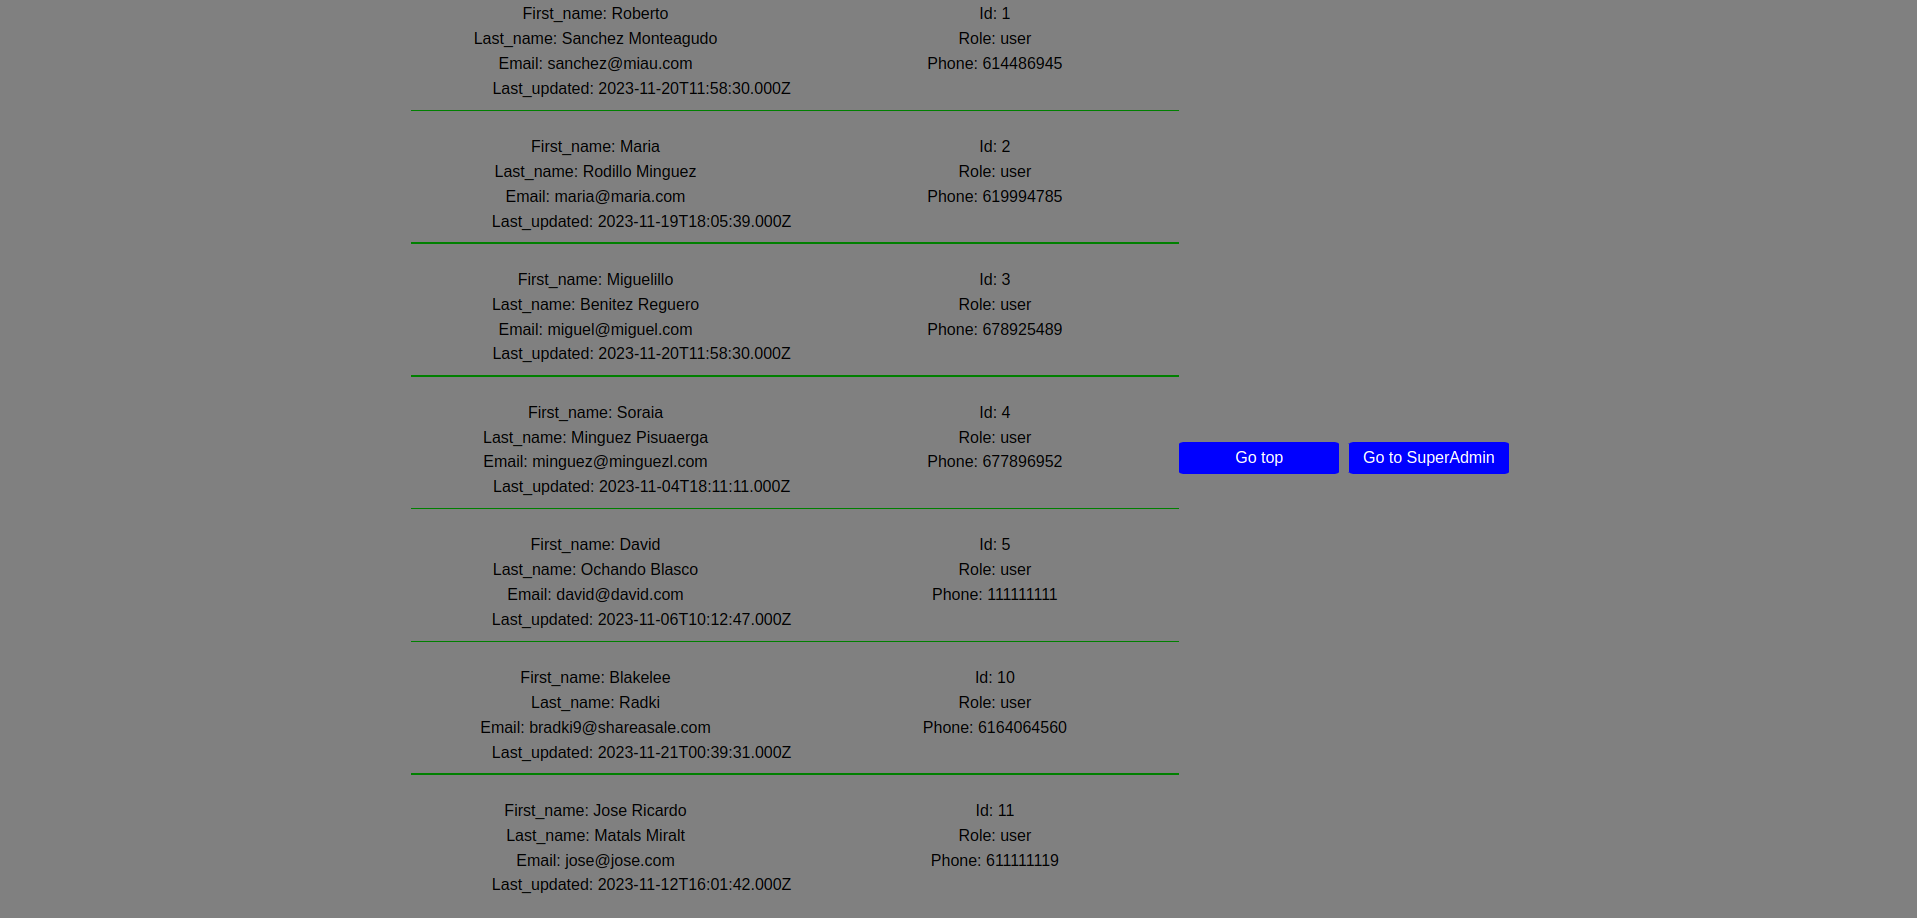 First_name: Roberto Id: 1
Last_name: Sanchez Monteagudo Role: user
Email: sanchez@miau.com Phone: 614486945
Last_updated: 2023-11-20T11:58:30.000Z
First_name: Maria Id: 2
Last_name: Rodillo Minguez Role: user
Email: maria@maria.com Phone: 619994785
Last_updated: 2023-11-19T18:05:39.000Z
First_name: Miguelillo Id: 3
Last_name: Benitez Reguero Role: user
Email: miguel@miguel.com Phone: 678925489
Last_updated: 2023-11-20T11:58:30.000Z
First_name: Soraia Id: 4
Last_name: Minguez Pisuaerga Role: user
Email: minguez@minguezl.com Phone: 677896952
Last_updated: 2023-11-04T18:11:11.000Z
Go top Go to SuperAdmin
First_name: David Id: 5
Last_name: Ochando Blasco Role: user
Email: david@david.com Phone: 111111111
Last_updated: 2023-11-06T10:12:47.000Z
First_name: Blakelee Id: 10
Last_name: Radki Role: user
Email: bradki9@shareasale.com Phone: 6164064560
Last_updated: 2023-11-21T00:39:31.000Z
First_name: Jose Ricardo Id: 11
Last_name: Matals Miralt Role: user
Email: jose@jose.com Phone: 611111119
Last_updated: 2023-11-12T16:01:42.000Z